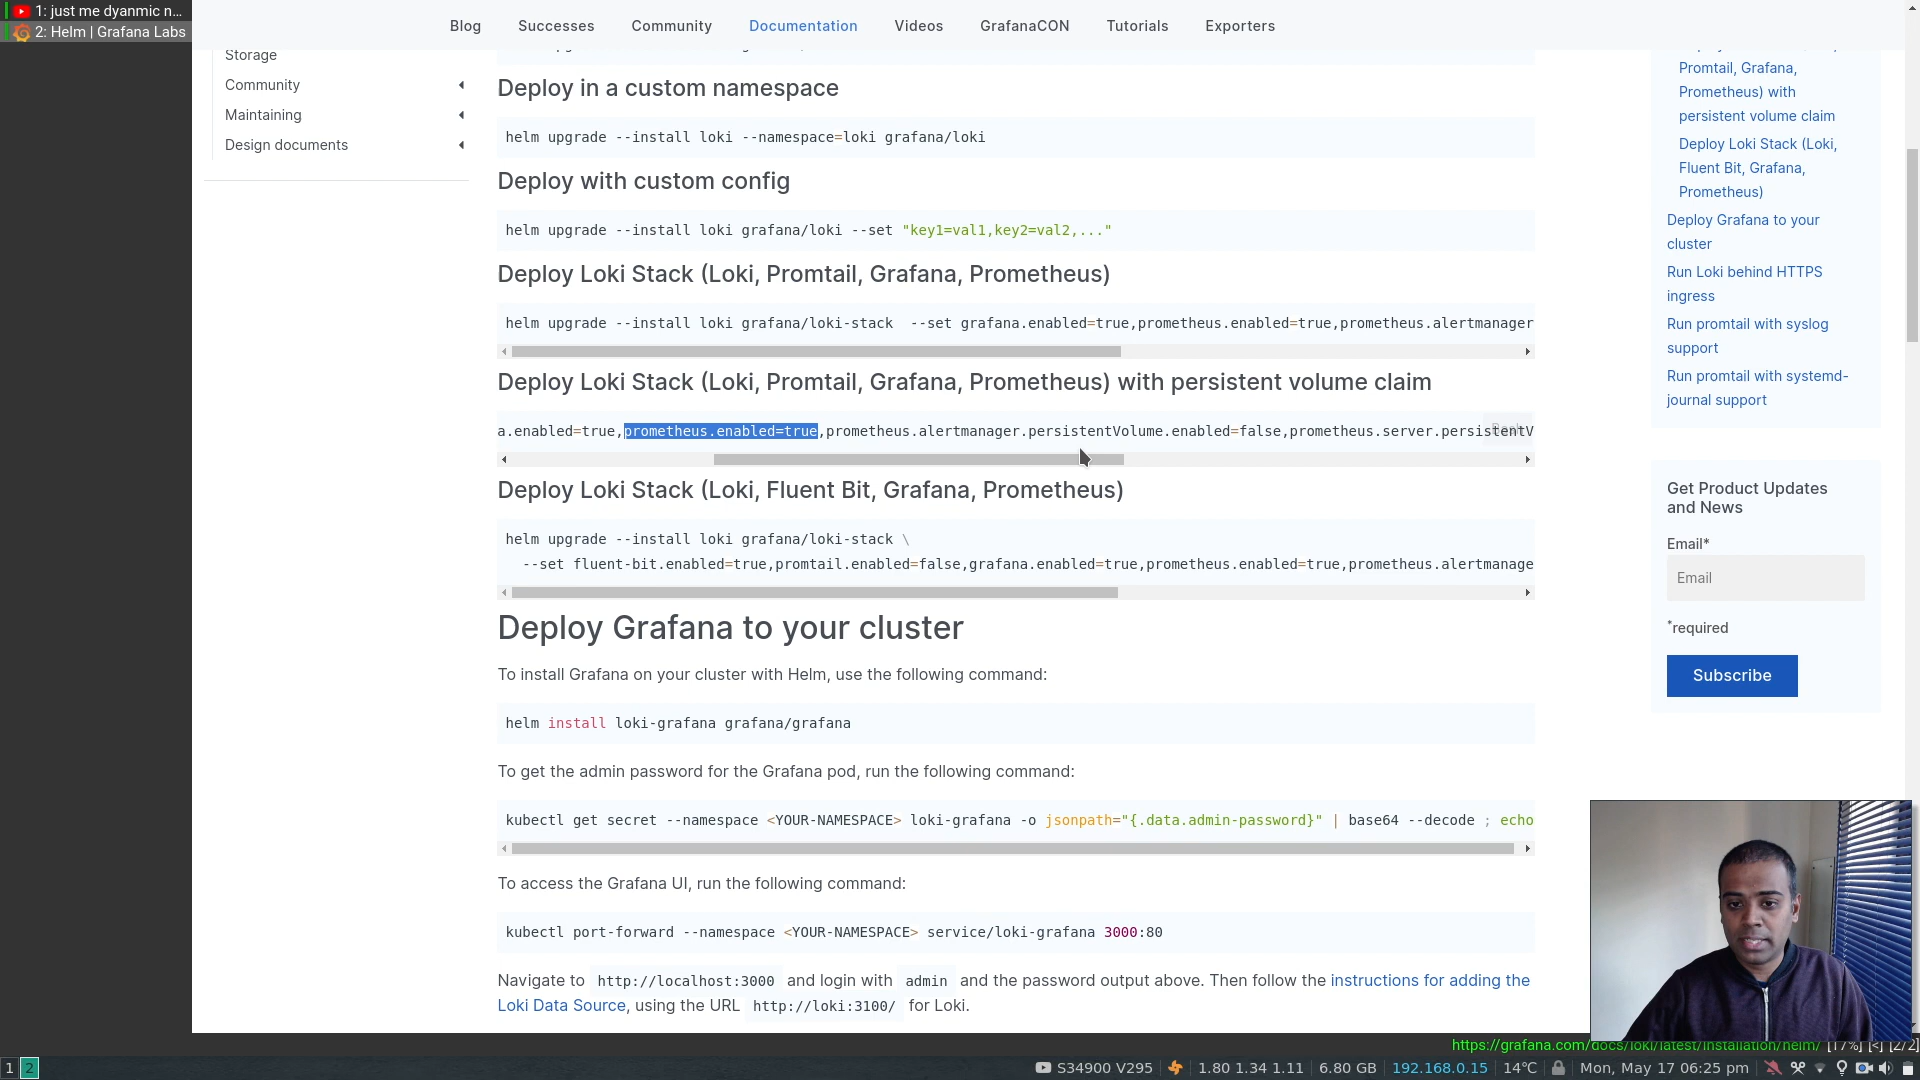 1: just me dyanmic n...
2: Helm | Grafana Labs
Blog Successes Community Documentation Videos GrafanaCON Tutorials Exporters
Storage
Community
Maintaining
Design documents
Deploy in a custom namespace
helm upgrade --install loki --namespace=loki grafana/loki
Deploy with custom config
helm upgrade --install loki grafana/loki --set "key1=val1,key2=val2,..."
Deploy Loki Stack (Loki, Promtail, Grafana, Prometheus)
helm upgrade --install loki grafana/loki-stack  --set grafana.enabled=true,prometheus.enabled=true,prometheus.alertmanager
Deploy Loki Stack (Loki, Promtail, Grafana, Prometheus) with persistent volume claim
a.enabled=true,prometheus.enabled=true,prometheus.alertmanager.persistentVolume.enabled=false,prometheus.server.persistentV
Deploy Loki Stack (Loki, Fluent Bit, Grafana, Prometheus)
helm upgrade --install loki grafana/loki-stack \
--set fluent-bit.enabled=true,promtail.enabled=false,grafana.enabled=true,prometheus.enabled=true,prometheus.alertmanage
Deploy Grafana to your cluster
To install Grafana on your cluster with Helm, use the following command:
helm install loki-grafana grafana/grafana
To get the admin password for the Grafana pod, run the following command:
kubectl get secret --namespace <YOUR-NAMESPACE> loki-grafana -o jsonpath="{.data.admin-password}" | base64 --decode ; echo
To access the Grafana UI, run the following command:
kubectl port-forward --namespace <YOUR-NAMESPACE> service/loki-grafana 3000:80
Navigate to http://localhost:3000 and login with admin and the password output above. Then follow the instructions for adding the
Loki Data Source, using the URL http://loki:3100/ for Loki.
Promtail, Grafana,
Prometheus) with
persistent volume claim
Deploy Loki Stack (Loki,
Fluent Bit, Grafana,
Prometheus)
Deploy Grafana to your
cluster
Run Loki behind HTTPS
ingress
Run promtail with syslog
support
Run promtail with systemd-
journal support
Get Product Updates
and News
Email*
Email
*required
Subscribe
https://grafana.com/docs/loki/latest/installation/helm/ [17%] [<] [2/2]
1 2 S34900 V295 1.80 1.34 1.11 6.80 GB 192.168.0.15 14°C Mon, May 17 06:25 pm